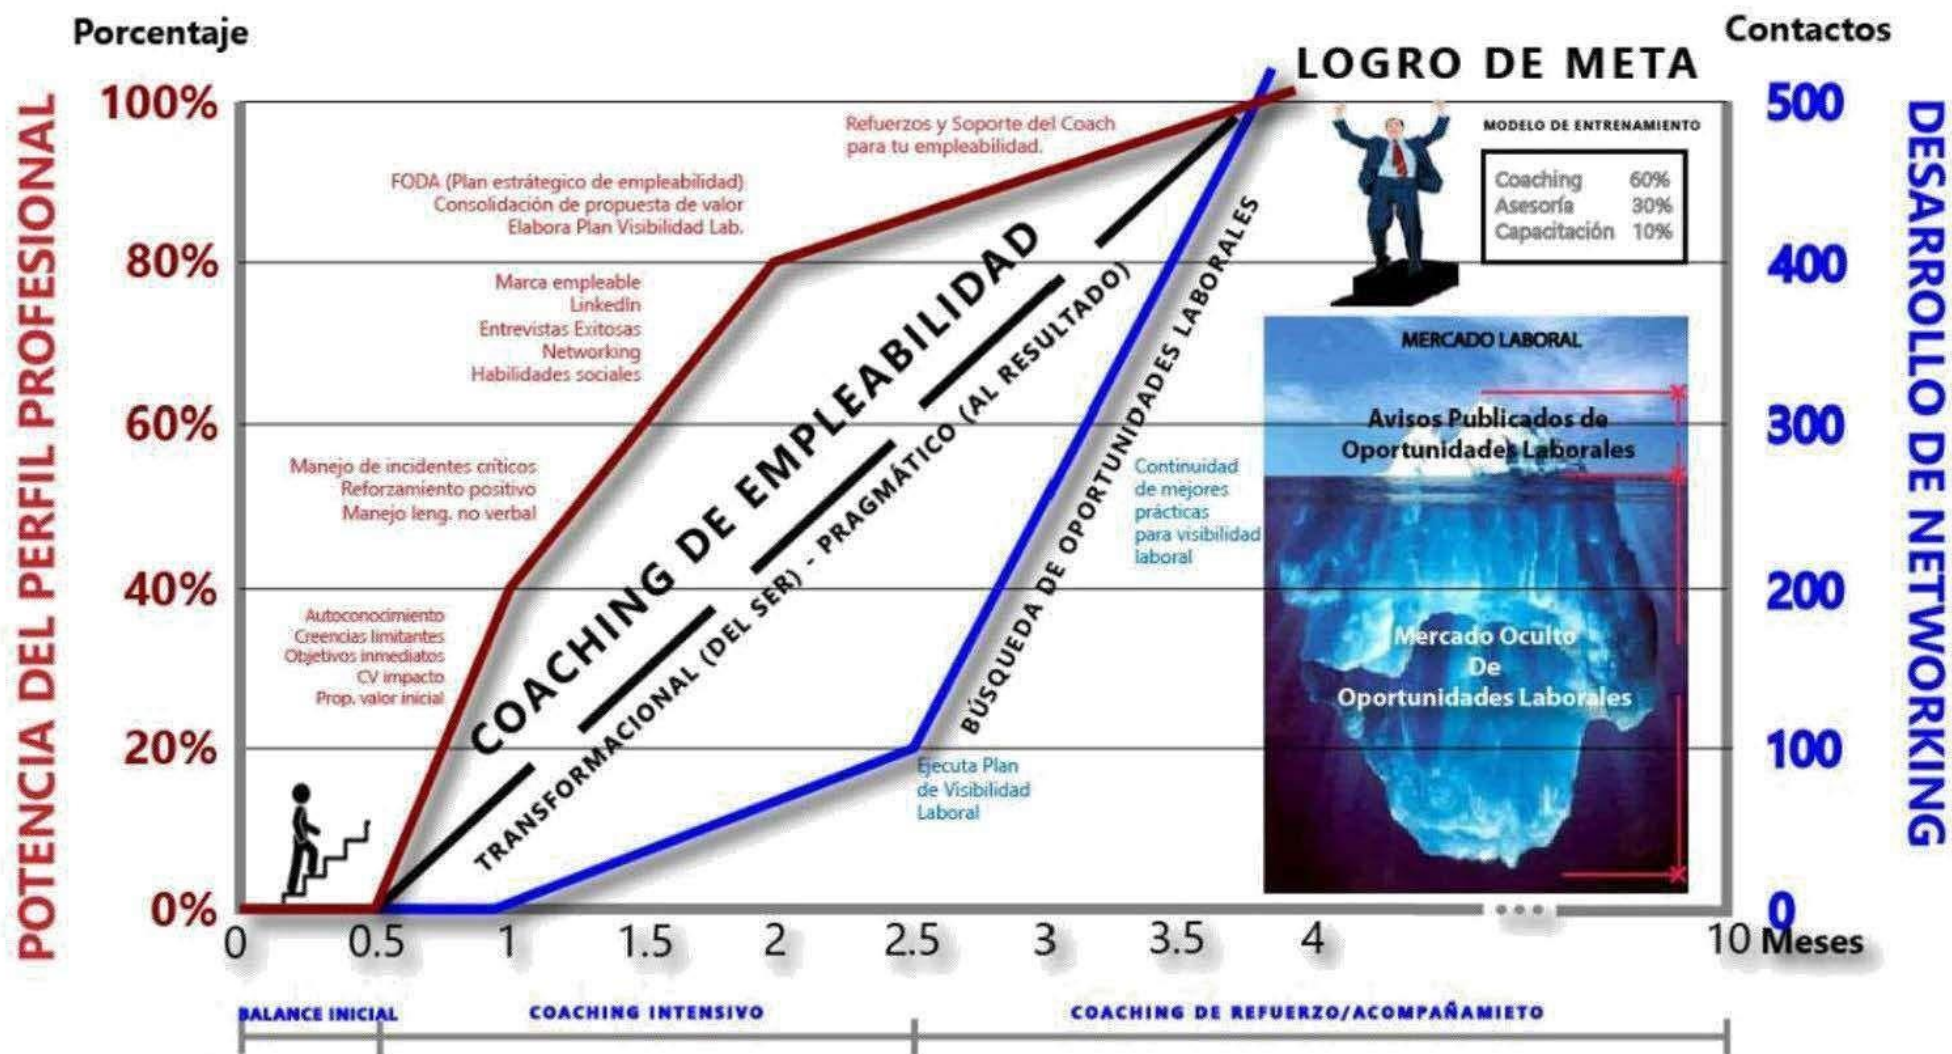 Porcentaje
Contactos
LOGRO DE META
POTENCIA DEL PERFIL PROFESIONAL
DESARROLLO DE NETWORKING
100%
80%
60%
40%
20%
0%
500
400
300
200
100
0
Refuerzos y Soporte del Coach
para tu empleabilidad.
FODA (Plan estrátegico de empleabilidad)
Consolidación de propuesta de valor
Elabora Plan Visibilidad Lab.
Marca empleable
LinkedIn
Entrevistas Exitosas
Networking
Habilidades sociales
Manejo de incidentes críticos
Reforzamiento positivo
Manejo leng. no verbal
Autoconocimiento
Creencias limitantes
Objetivos inmediatos
CV impacto
Prop. valor inicial
COACHING DE EMPLEABILIDAD
TRANSFORMACIONAL (DEL SER) - PRAGMÁTICO (AL RESULTADO)
BÚSQUEDA DE OPORTUNIDADES LABORALES
Continuidad
de mejores
prácticas
para visibilidad
laboral
Ejecuta Plan
de Visibilidad
Laboral
MODELO DE ENTRENAMIENTO
Coaching 60%
Asesoría 30%
Capacitación 10%
MERCADO LABORAL
Avisos Publicados de
Oportunidades Laborales
Mercado Oculto
De
Oportunidades Laborales
0 0.5 1 1.5 2 2.5 3 3.5 4 10 Meses
BALANCE INICIAL COACHING INTENSIVO COACHING DE REFUERZO/ACOMPAÑAMIETO